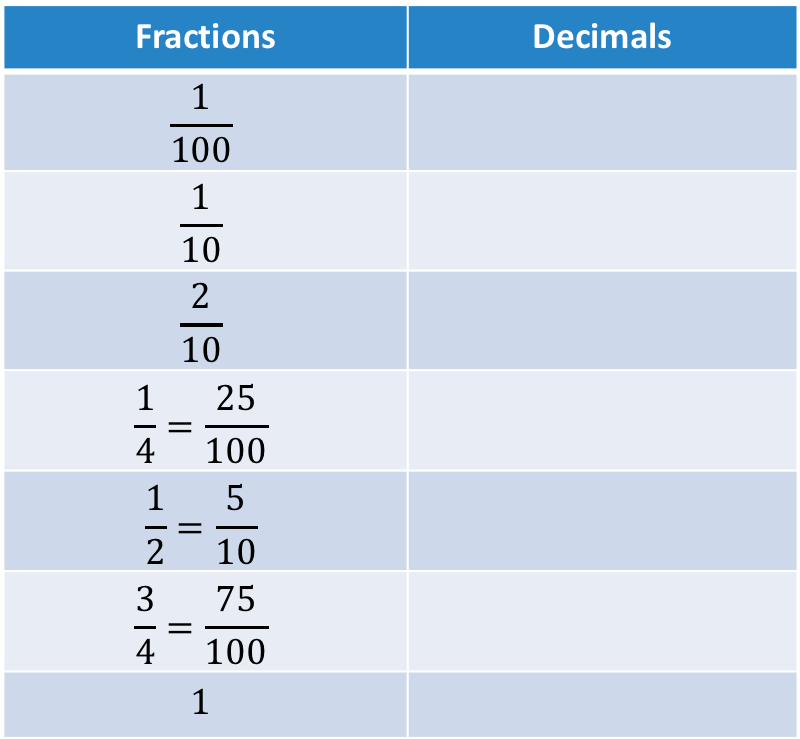 Fractions Decimals
1/100
1/10
2/10
1/4 = 25/100
1/2 = 5/10
3/4 = 75/100
1